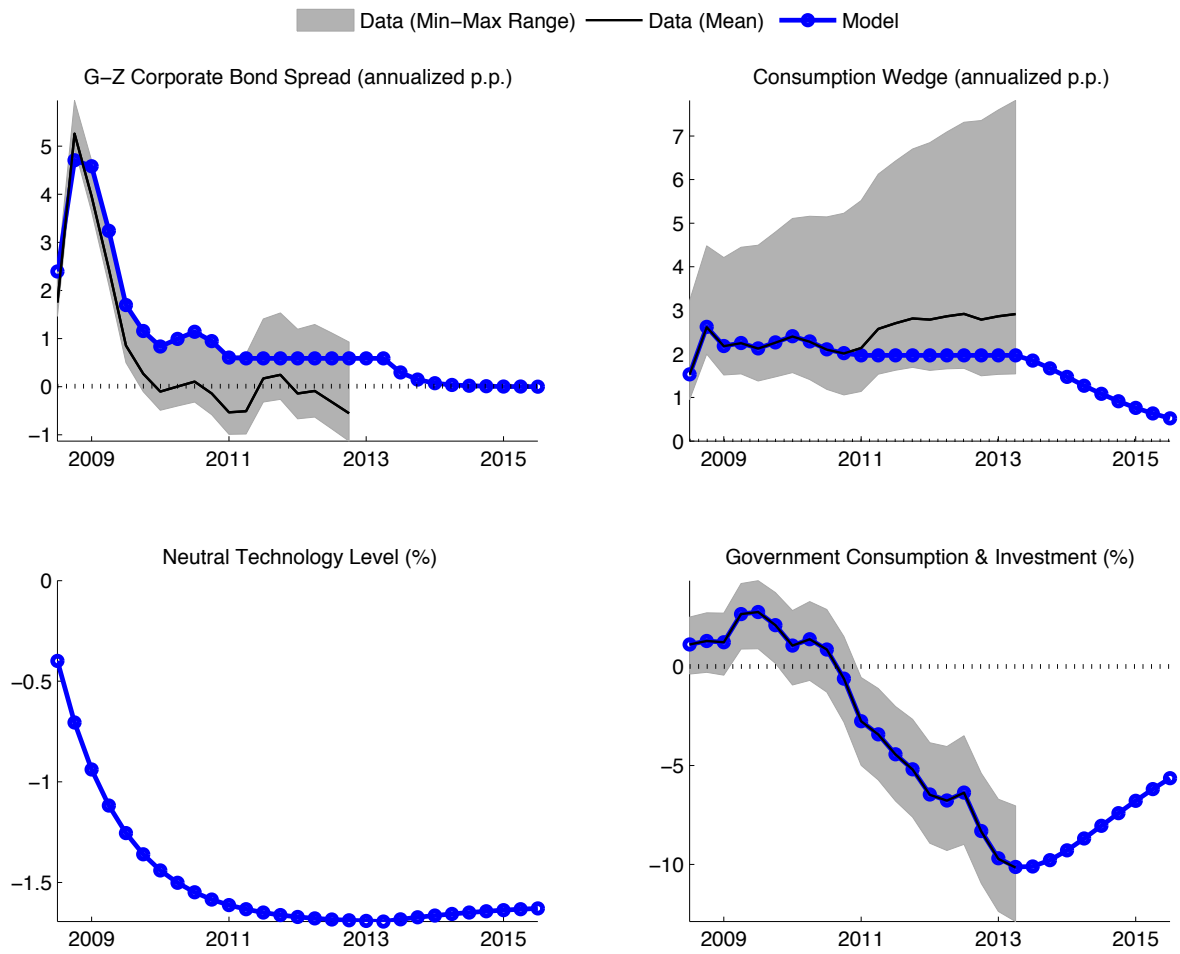 Data (Min−Max Range) Data (Mean) Model
G−Z Corporate Bond Spread (annualized p.p.)
5
4
3
2
1
0
−1
2009 2011 2013 2015
Consumption Wedge (annualized p.p.)
7
6
5
4
3
2
1
0
2009 2011 2013 2015
Neutral Technology Level (%)
0
−0.5
−1
−1.5
2009 2011 2013 2015
Government Consumption & Investment (%)
0
−5
−10
2009 2011 2013 2015